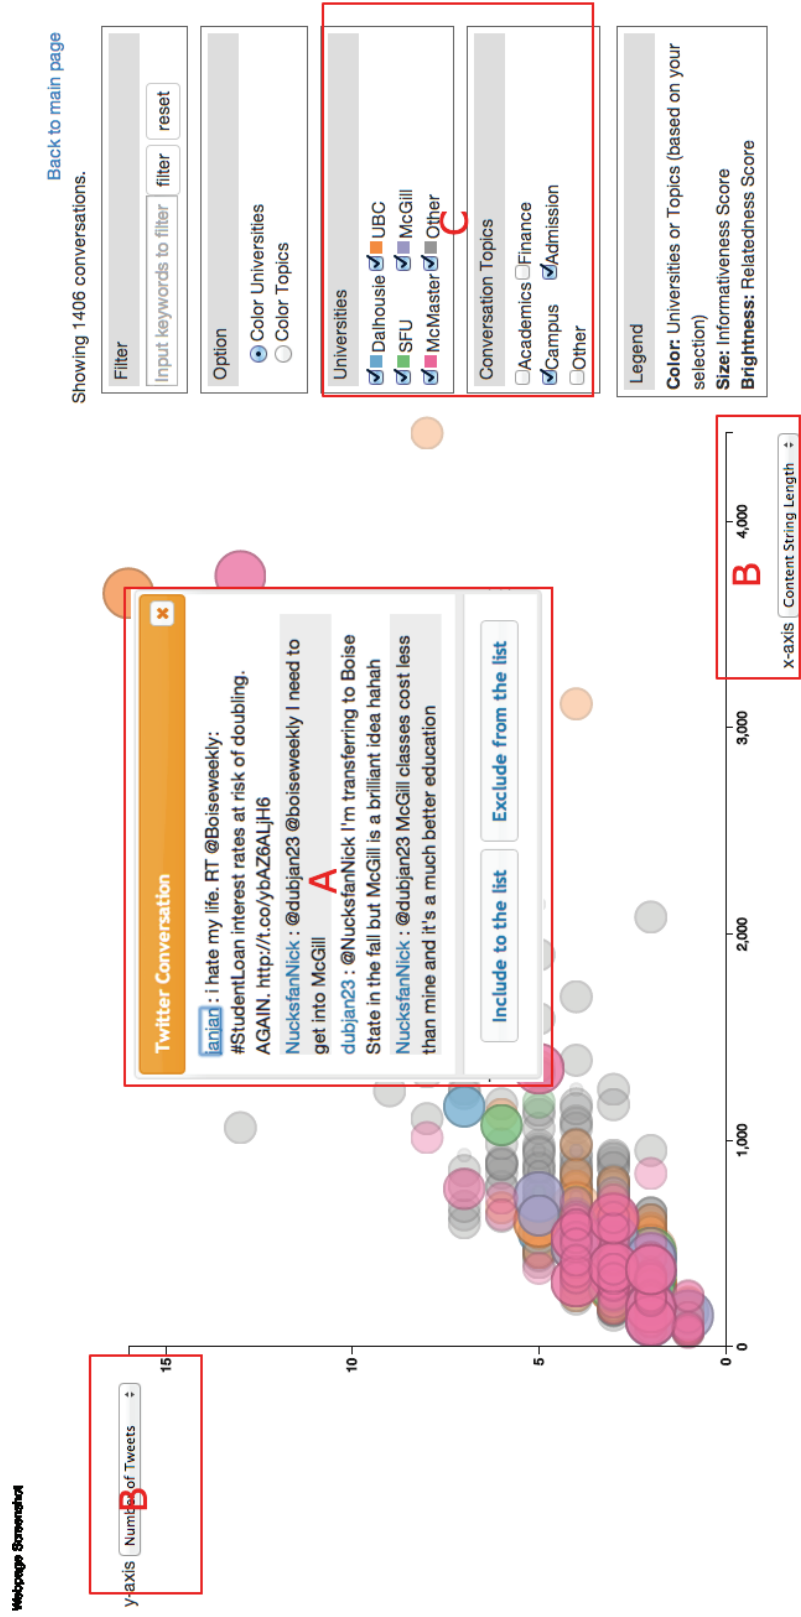 Webpage Screenshot
y-axis Number of Tweets
B
15
10
5
0
0
1,000
2,000
3,000
4,000
x-axis Content String Length
B
Twitter Conversation
ianjan : i hate my life. RT @Boiseweekly:
#StudentLoan interest rates at risk of doubling.
AGAIN. http://t.co/ybAZ6ALjH6
NucksfanNick : @dubjan23 @boiseweekly I need to
get into McGill
dubjan23 : @NucksfanNick I'm transferring to Boise
State in the fall but McGill is a brilliant idea hahah
NucksfanNick : @dubjan23 McGill classes cost less
than mine and it's a much better education
A
Include to the list
Exclude from the list
Back to main page
Showing 1406 conversations.
Filter
Input keywords to filter filter reset
Option
Color Universities
Color Topics
Universities
Dalhousie UBC
SFU McGill
McMaster Other
C
Conversation Topics
Academics Finance
Campus Admission
Other
Legend
Color: Universities or Topics (based on your
selection)
Size: Informativeness Score
Brightness: Relatedness Score